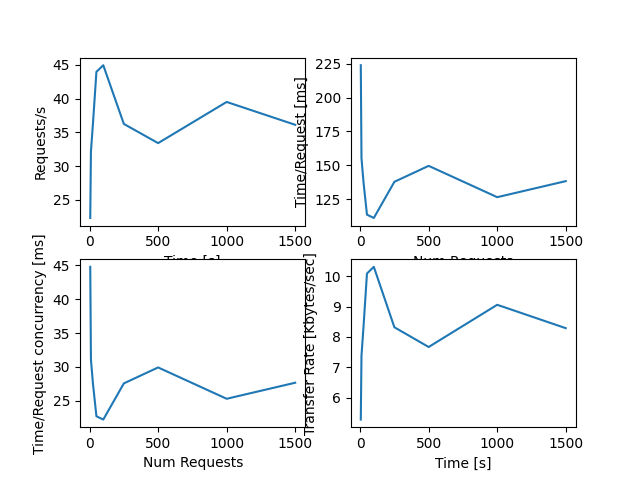 45
40
35
30
25
Requests/s
0 500 1000 1500
Time [s]
225
200
175
150
125
Time/Request [ms]
0 500 1000 1500
Num Requests
45
40
35
30
25
Time/Request concurrency [ms]
0 500 1000 1500
Num Requests
10
9
8
7
6
Transfer Rate [Kbytes/sec]
0 500 1000 1500
Time [s]